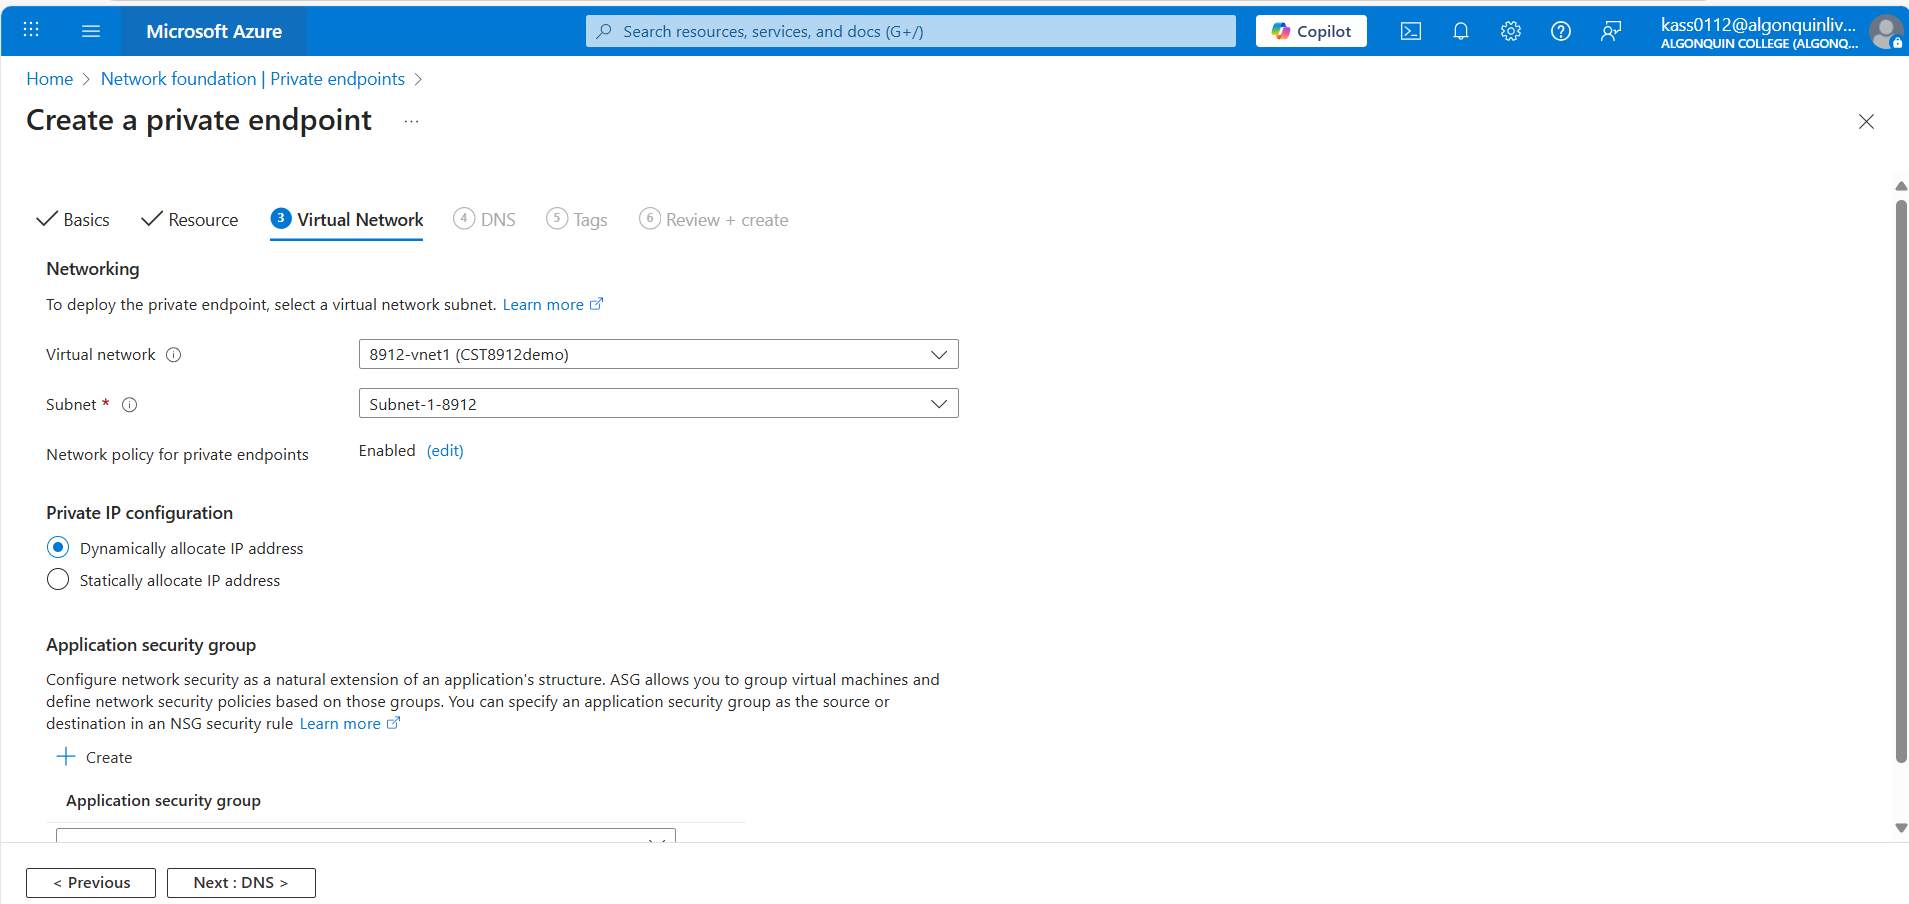 Microsoft Azure
Search resources, services, and docs (G+/)
Copilot
kass0112@algonquinliv...
ALGONQUIN COLLEGE (ALGONQ...
Home > Network foundation | Private endpoints >
Create a private endpoint ...
Basics
Resource
3 Virtual Network
4 DNS
5 Tags
6 Review + create
Networking
To deploy the private endpoint, select a virtual network subnet. Learn more
Virtual network
8912-vnet1 (CST8912demo)
Subnet *
Subnet-1-8912
Network policy for private endpoints
Enabled (edit)
Private IP configuration
Dynamically allocate IP address
Statically allocate IP address
Application security group
Configure network security as a natural extension of an application's structure. ASG allows you to group virtual machines and
define network security policies based on those groups. You can specify an application security group as the source or
destination in an NSG security rule Learn more
+ Create
Application security group
< Previous
Next : DNS >